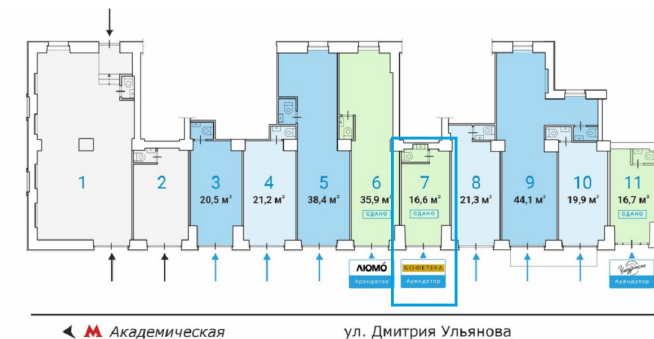 1
2
3
20,5 м²
4
21,2 м²
5
38,4 м²
6
35,9 м²
СДАНО
7
16,6 м²
СДАНО
8
21,3 м²
9
44,1 м²
10
19,9 м²
11
16,7 м²
СДАНО
ЛЮМО́
Арендатор
КОФЕТЕКА
Арендатор
Арендатор
М Академическая
ул. Дмитрия Ульянова